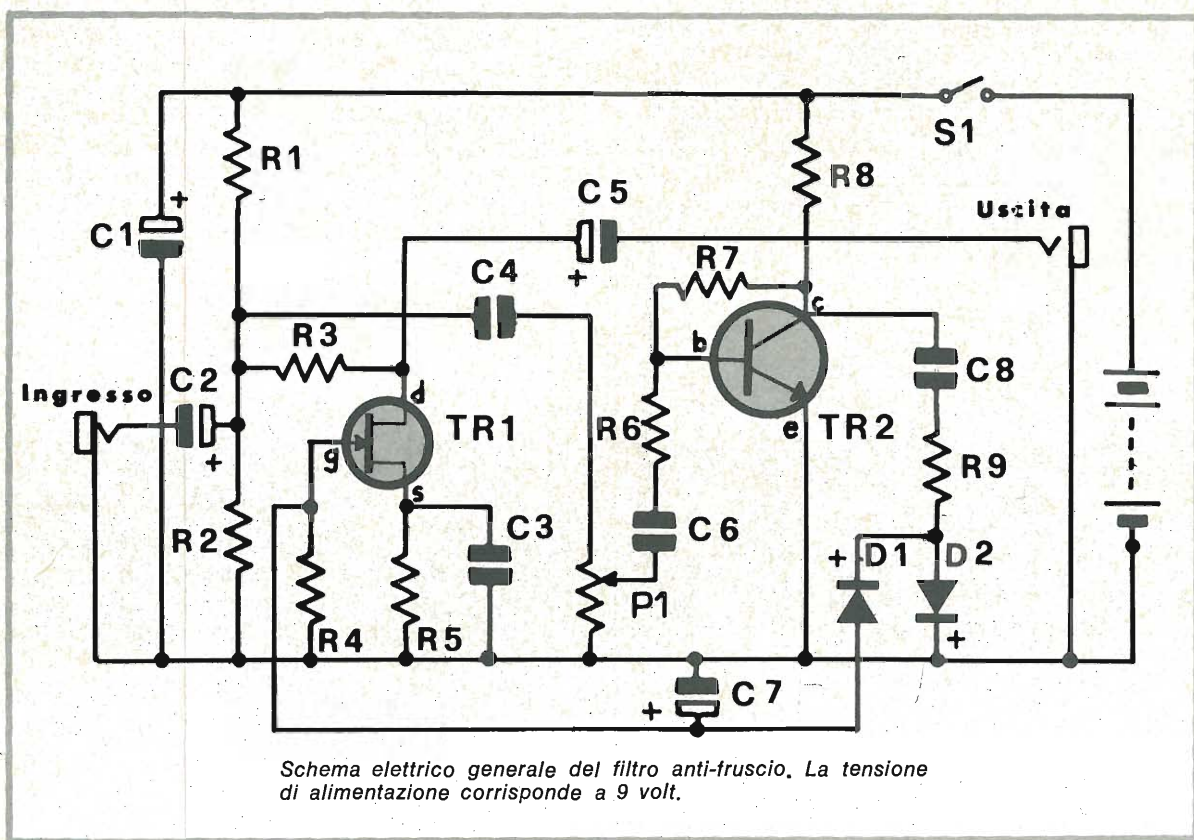 S1
R1
R8
+
C5
Uscita
C1
R7
+
C4
c
R3
b
C2
C8
Ingresso
d
TR1
R6
e
TR2
+
g
R9
s
R2
C3
C6
+
D1
D2
P1
R4
R5
+
C7
+
Schema elettrico generale del filtro anti-fruscio. La tensione
di alimentazione corrisponde a 9 volt.